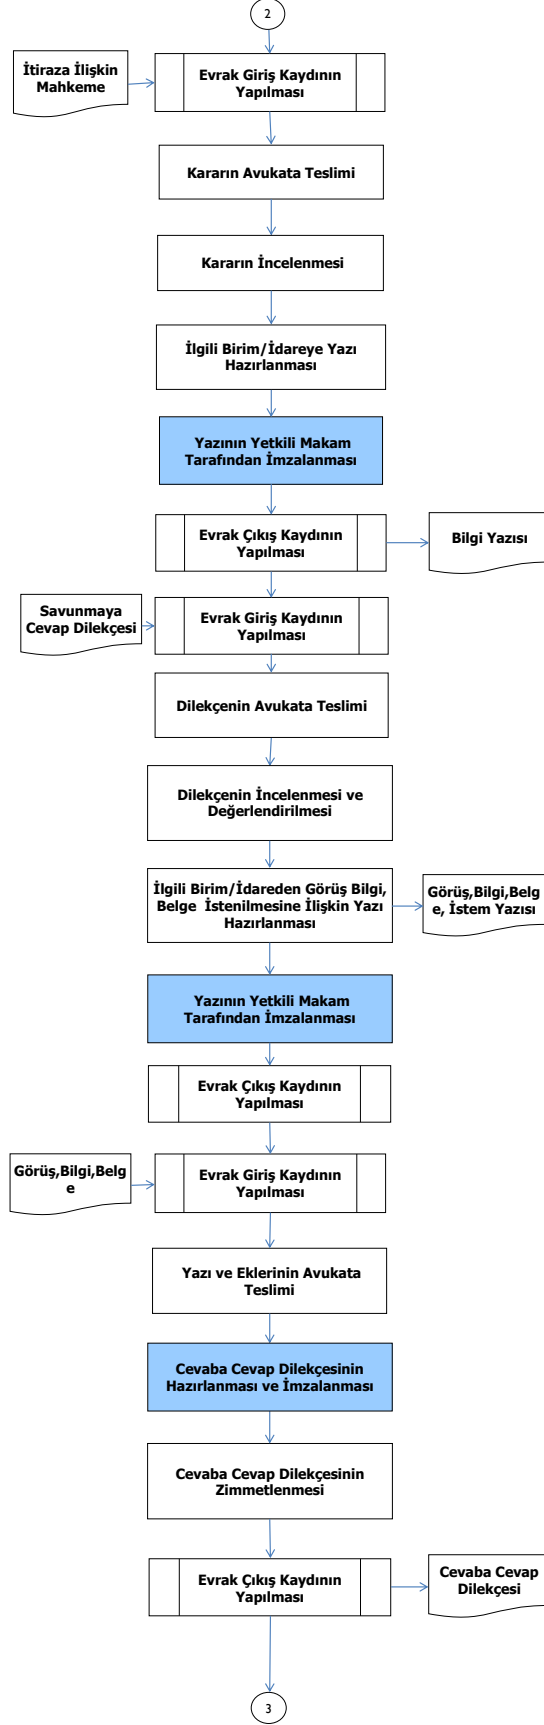 2
İtiraza İlişkin
Mahkeme
Evrak Giriş Kaydının
Yapılması
Kararın Avukata Teslimi
Kararın İncelenmesi
İlgili Birim/İdareye Yazı
Hazırlanması
Yazının Yetkili Makam
Tarafından İmzalanması
Evrak Çıkış Kaydının
Yapılması
Bilgi Yazısı
Savunmaya
Cevap Dilekçesi
Evrak Giriş Kaydının
Yapılması
Dilekçenin Avukata Teslimi
Dilekçenin İncelenmesi ve
Değerlendirilmesi
İlgili Birim/İdareden Görüş Bilgi,
Belge İstenilmesine İlişkin Yazı
Hazırlanması
Görüş,Bilgi,Belg
e, İstem Yazısı
Yazının Yetkili Makam
Tarafından İmzalanması
Evrak Çıkış Kaydının
Yapılması
Görüş,Bilgi,Belg
e
Evrak Giriş Kaydının
Yapılması
Yazı ve Eklerinin Avukata
Teslimi
Cevaba Cevap Dilekçesinin
Hazırlanması ve İmzalanması
Cevaba Cevap Dilekçesinin
Zimmetlenmesi
Evrak Çıkış Kaydının
Yapılması
Cevaba Cevap
Dilekçesi
3